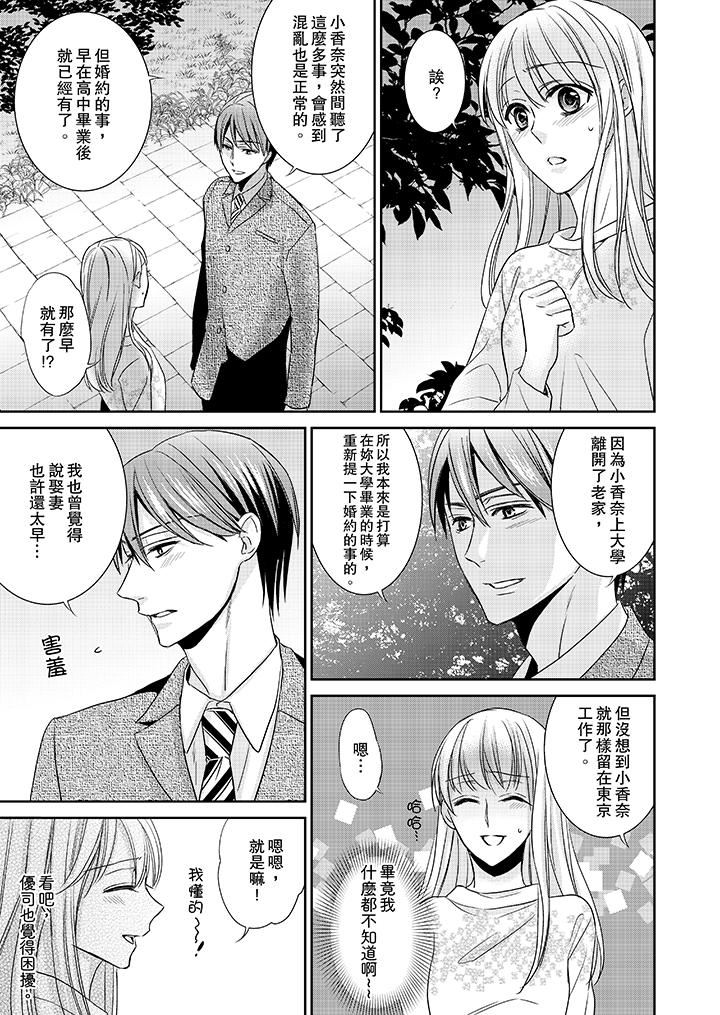 誒?
小香奈突然間聽了
這麼多事，會感到
混亂也是正常的。
但婚約的事，
早在高中畢業後
就已經有了。
那麼早
就有了!?
因為小香奈上大學
離開了老家，
所以我本來是打算
在妳大學畢業的時候，
重新提一下婚約的事的。
我也曾覺得
說娶妻
也許還太早…
害羞
但沒想到小香奈
就那樣留在東京
工作了。
嗯…
哈哈…
畢竟我
什麼都不知道啊～～
嗯嗯，
就是嘛！
我懂的～～
看吧，
優司也覺得困擾。